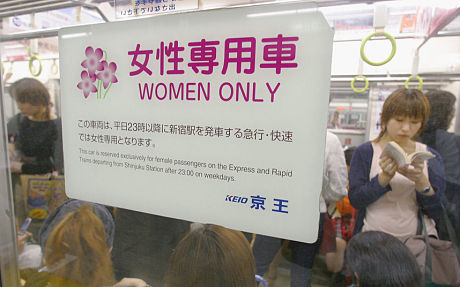 女性専用車
WOMEN ONLY
この車両は、平日23時以降に新宿駅を発車する急行・快速
では女性専用となります。
This car is reserved exclusively for female passengers on the Express and Rapid
Trains departing from Shinjuku Station after 23:00 on weekdays.
KEIO 京王